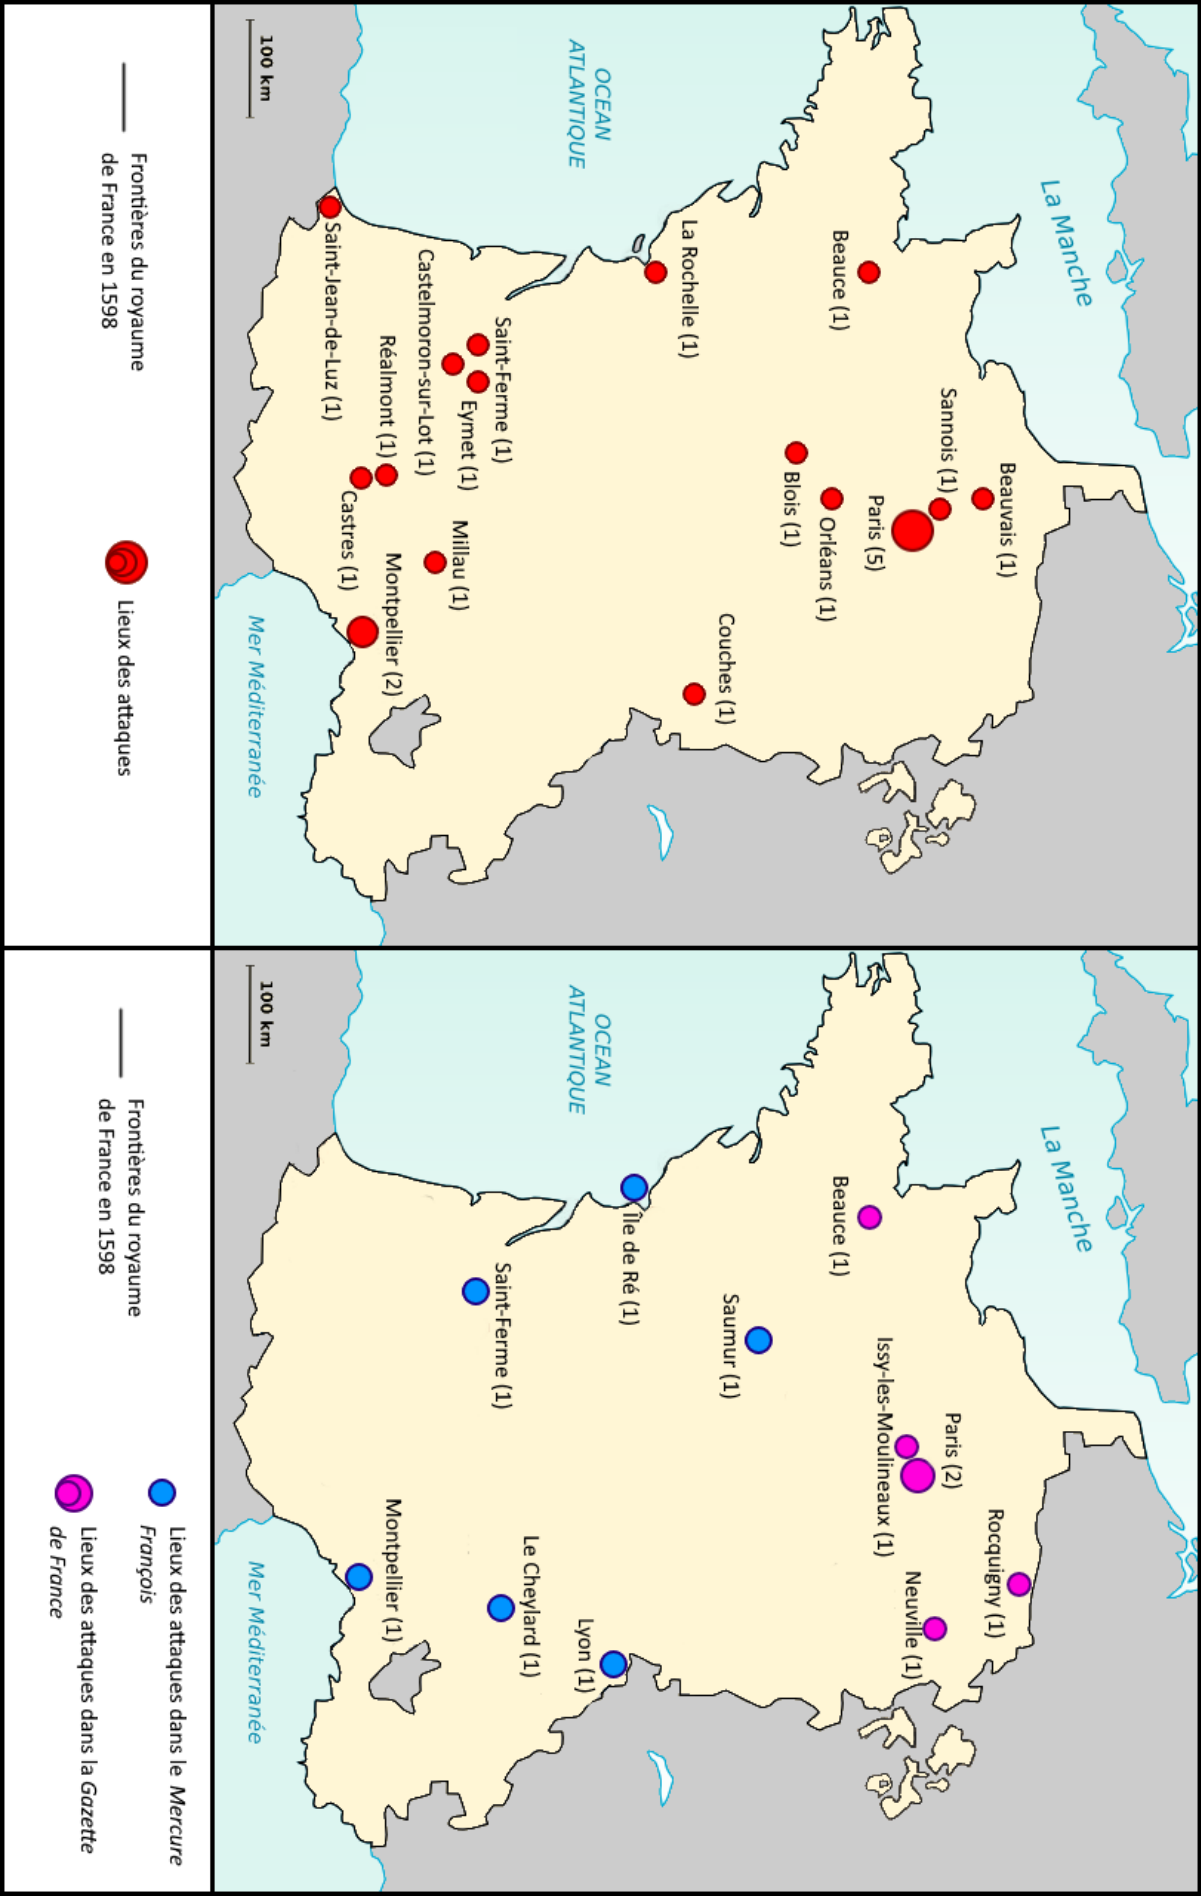 La Manche
OCEAN
ATLANTIQUE
Mer Méditerranée
Beauvais (1)
Sannois (1)
Paris (5)
Beauce (1)
Orléans (1)
Blois (1)
Couches (1)
La Rochelle (1)
Saint-Ferme (1)
Eymet (1)
Castelmoron-sur-Lot (1)
Millau (1)
Réalmont (1)
Montpellier (2)
Castres (1)
Saint-Jean-de-Luz (1)
100 km
Frontières du royaume
de France en 1598
Lieux des attaques
La Manche
OCEAN
ATLANTIQUE
Mer Méditerranée
Rocquigny (1)
Paris (2)
Neuville (1)
Issy-les-Moulineaux (1)
Beauce (1)
Saumur (1)
Île de Ré (1)
Lyon (1)
Le Cheylard (1)
Saint-Ferme (1)
Montpellier (1)
100 km
Frontières du royaume
de France en 1598
Lieux des attaques dans le Mercure
François
Lieux des attaques dans la Gazette
de France